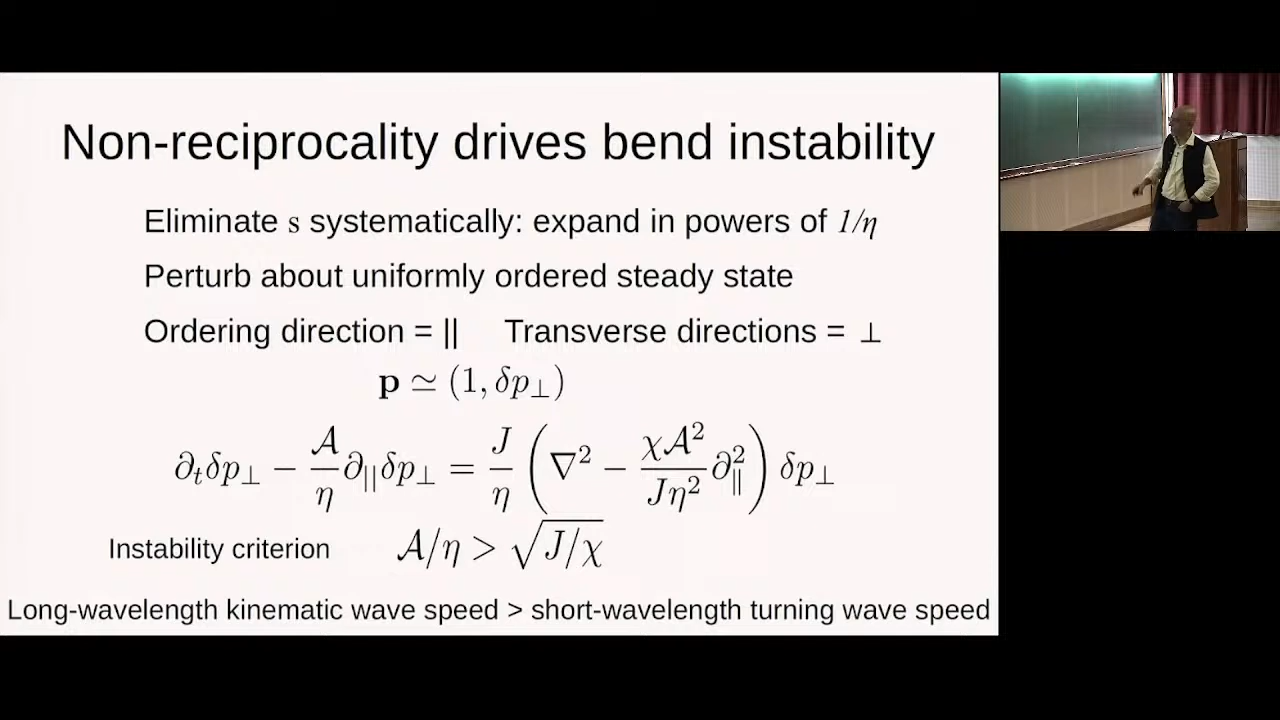 Non-reciprocality drives bend instability
Eliminate s systematically: expand in powers of 1/η
Perturb about uniformly ordered steady state
Ordering direction = || Transverse directions = ⊥
𝐩 ≃ (1, δp⊥)
∂ₜδp⊥ − (𝒜/η) ∂||δp⊥ = (J/η) (∇² − (χ𝒜²/Jη²) ∂²||) δp⊥
Instability criterion 𝒜/η > √(J/χ)
Long-wavelength kinematic wave speed > short-wavelength turning wave speed